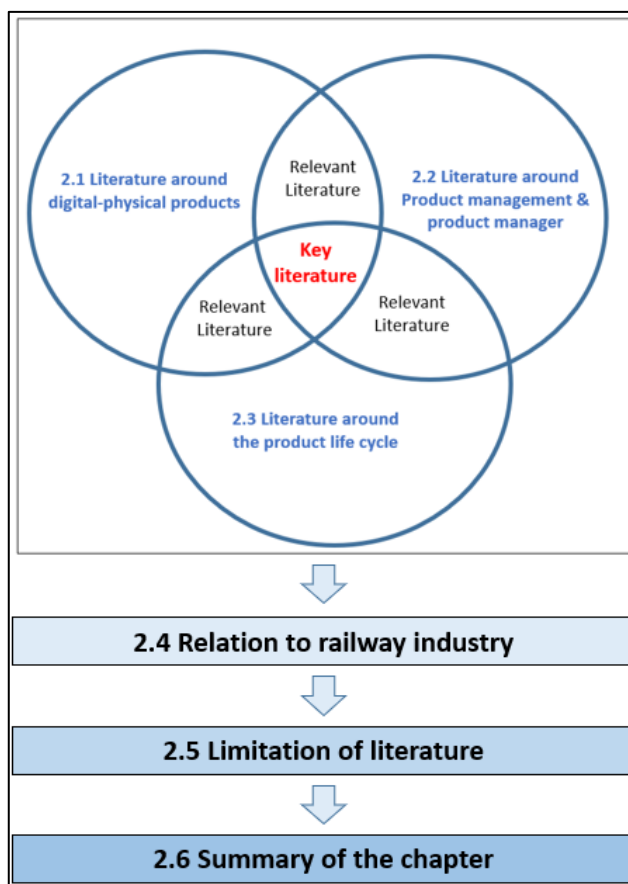 Relevant
Literature
2.1 Literature around
digital-physical products
2.2 Literature around
Product management &
product manager
Key
literature
Relevant
Literature
Relevant
Literature
2.3 Literature around
the product life cycle
2.4 Relation to railway industry
2.5 Limitation of literature
2.6 Summary of the chapter